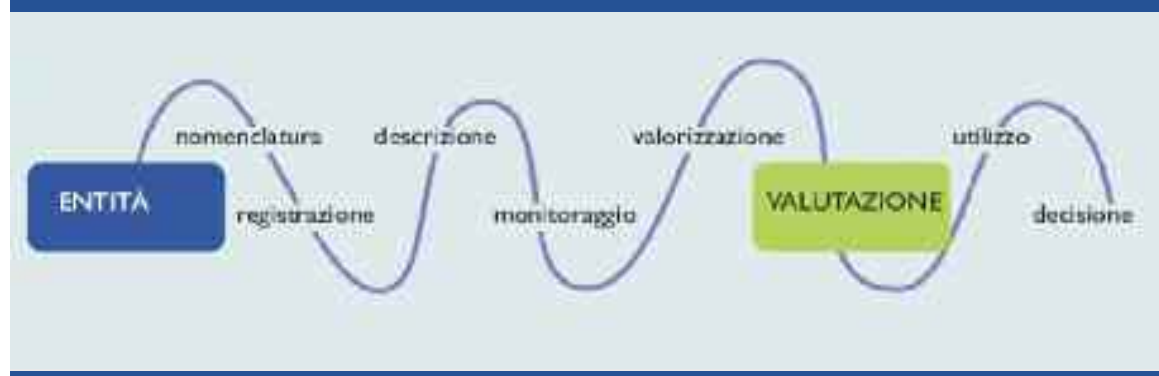 ENTITÀ
nomenclatura
registrazione
descrizione
monitoraggio
valorizzazione
VALUTAZIONE
utilizzo
decisione